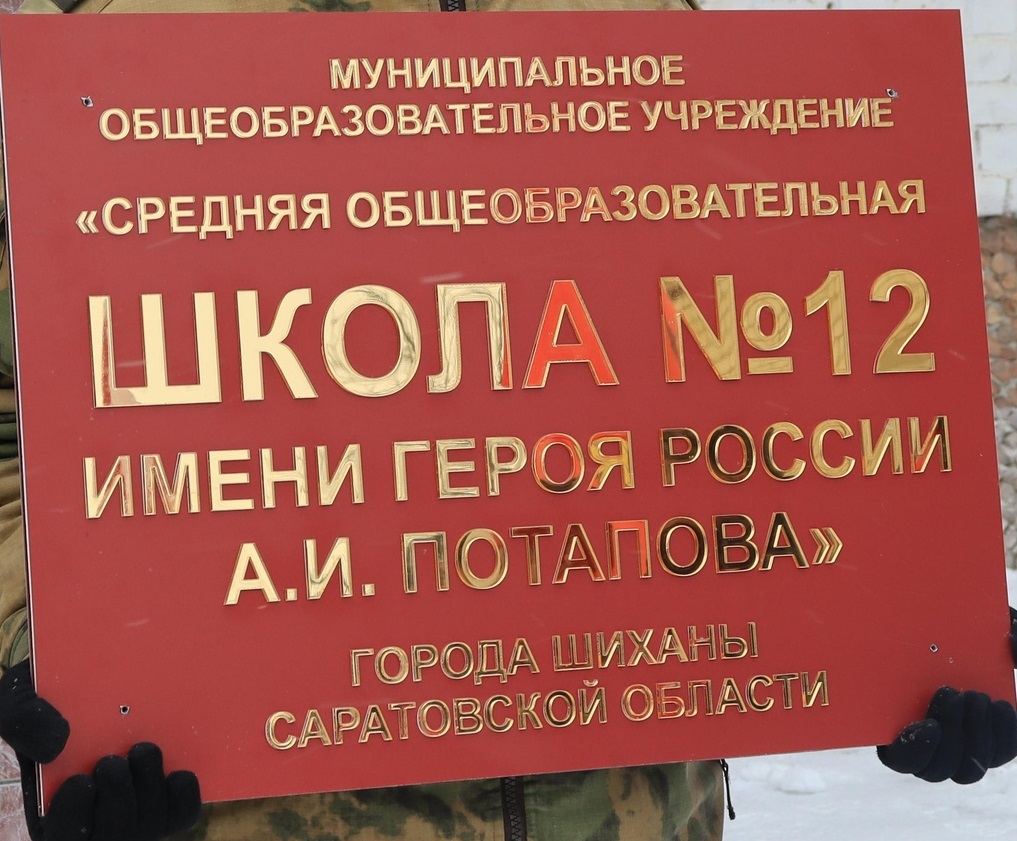 МУНИЦИПАЛЬНОЕ
ОБЩЕОБРАЗОВАТЕЛЬНОЕ УЧРЕЖДЕНИЕ
«СРЕДНЯЯ ОБЩЕОБРАЗОВАТЕЛЬНАЯ
ШКОЛА №12
ИМЕНИ ГЕРОЯ РОССИИ
А.И. ПОТАПОВА»
ГОРОДА ШИХАНЫ
САРАТОВСКОЙ ОБЛАСТИ